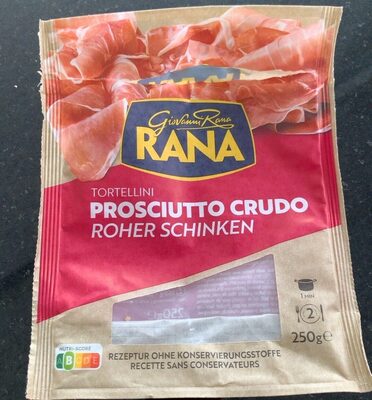 Giovanni Rana
RANA
TORTELLINI
PROSCIUTTO CRUDO
ROHER SCHINKEN
1 MIN
2
250g℮
NUTRI-SCORE
A B C D E
REZEPTUR OHNE KONSERVIERUNGSSTOFFE
RECETTE SANS CONSERVATEURS